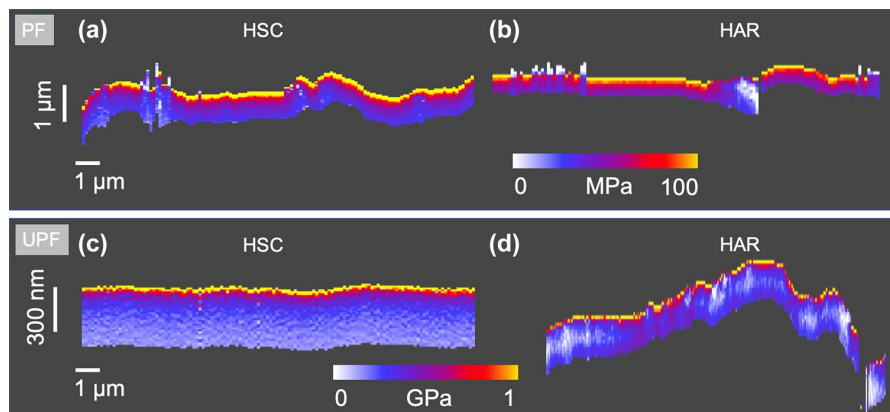 PF (a) HSC (b) HAR
1 µm
1 µm
0 MPa 100
UPF (c) HSC (d) HAR
300 nm
1 µm
0 GPa 1